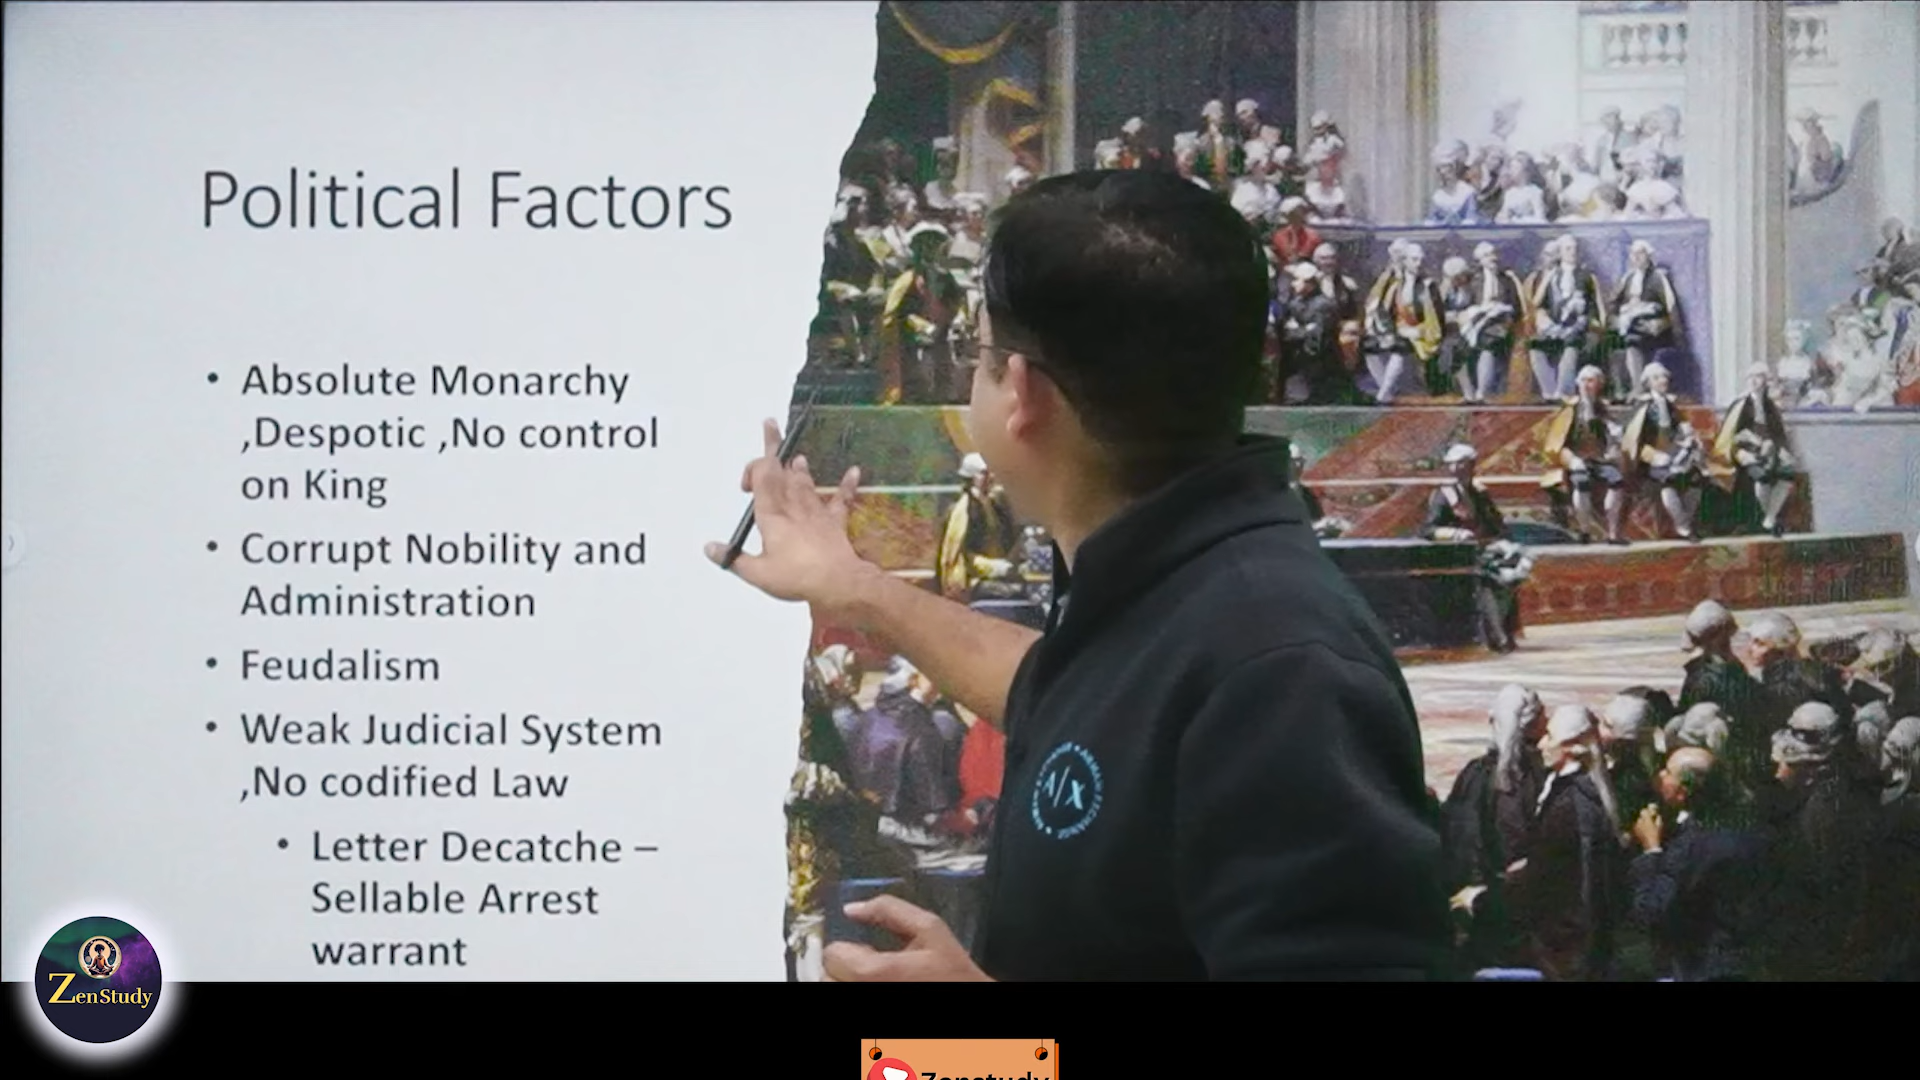 Political Factors
• Absolute Monarchy
,Despotic ,No control
on King
• Corrupt Nobility and
Administration
• Feudalism
• Weak Judicial System
,No codified Law
• Letter Decatche –
Sellable Arrest
warrant
A/X
ZenStudy
Zenstudy